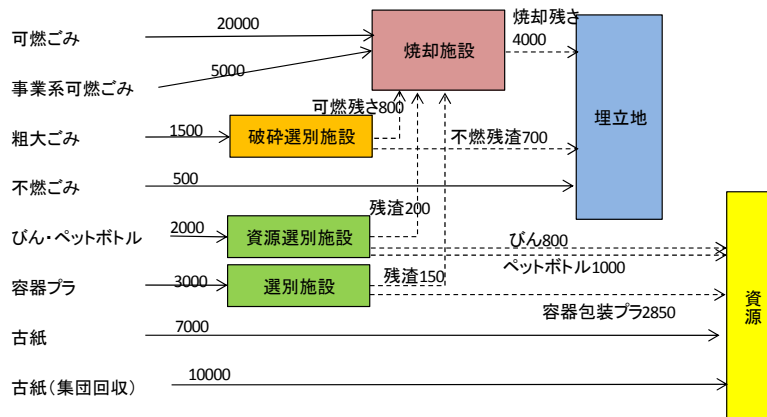 可燃ごみ
20000
焼却施設
焼却残さ
4000
埋立地
事業系可燃ごみ
5000
可燃残さ800
粗大ごみ
1500
破砕選別施設
不燃残渣700
不燃ごみ
500
残渣200
びん・ペットボトル
2000
資源選別施設
びん800
ペットボトル1000
容器プラ
3000
選別施設
残渣150
容器包装プラ2850
資源
古紙
7000
古紙(集団回収)
10000